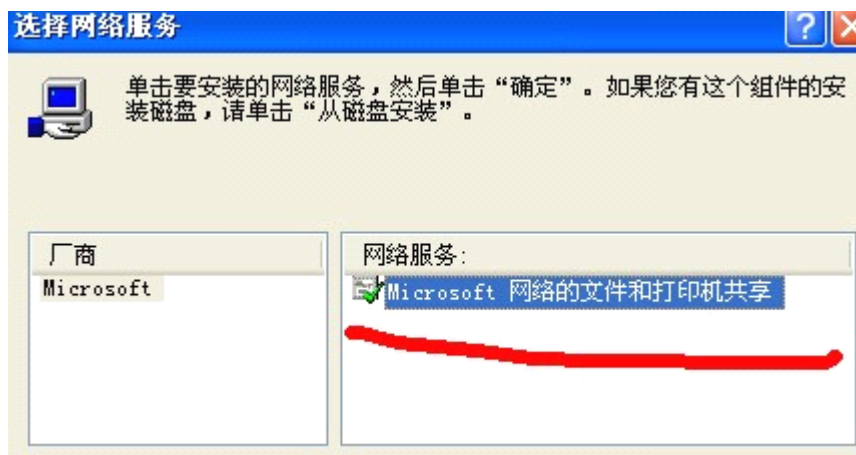 选择网络服务
单击要安装的网络服务，然后单击“确定”。如果您有这个组件的安
装磁盘，请单击“从磁盘安装”。
厂商
网络服务:
Microsoft
Microsoft 网络的文件和打印机共享